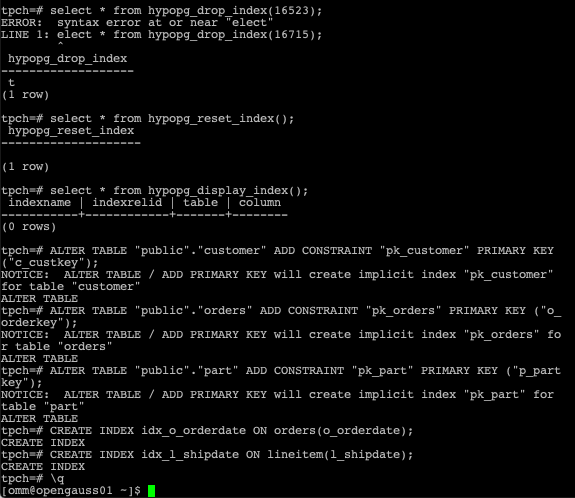 tpch=# select * from hypopg_drop_index(16523);
ERROR:  syntax error at or near "elect"
LINE 1: elect * from hypopg_drop_index(16715);
        ^
 hypopg_drop_index
-------------------
 t
(1 row)

tpch=# select * from hypopg_reset_index();
 hypopg_reset_index
--------------------

(1 row)

tpch=# select * from hypopg_display_index();
 indexname | indexrelid | table | column
-----------+------------+-------+--------
(0 rows)

tpch=# ALTER TABLE "public"."customer" ADD CONSTRAINT "pk_customer" PRIMARY KEY
("c_custkey");
NOTICE:  ALTER TABLE / ADD PRIMARY KEY will create implicit index "pk_customer"
for table "customer"
ALTER TABLE
tpch=# ALTER TABLE "public"."orders" ADD CONSTRAINT "pk_orders" PRIMARY KEY ("o_
orderkey");
NOTICE:  ALTER TABLE / ADD PRIMARY KEY will create implicit index "pk_orders" fo
r table "orders"
ALTER TABLE
tpch=# ALTER TABLE "public"."part" ADD CONSTRAINT "pk_part" PRIMARY KEY ("p_part
key");
NOTICE:  ALTER TABLE / ADD PRIMARY KEY will create implicit index "pk_part" for
table "part"
ALTER TABLE
tpch=# CREATE INDEX idx_o_orderdate ON orders(o_orderdate);
CREATE INDEX
tpch=# CREATE INDEX idx_l_shipdate ON lineitem(l_shipdate);
CREATE INDEX
tpch=# \q
[omm@opengauss01 ~]$